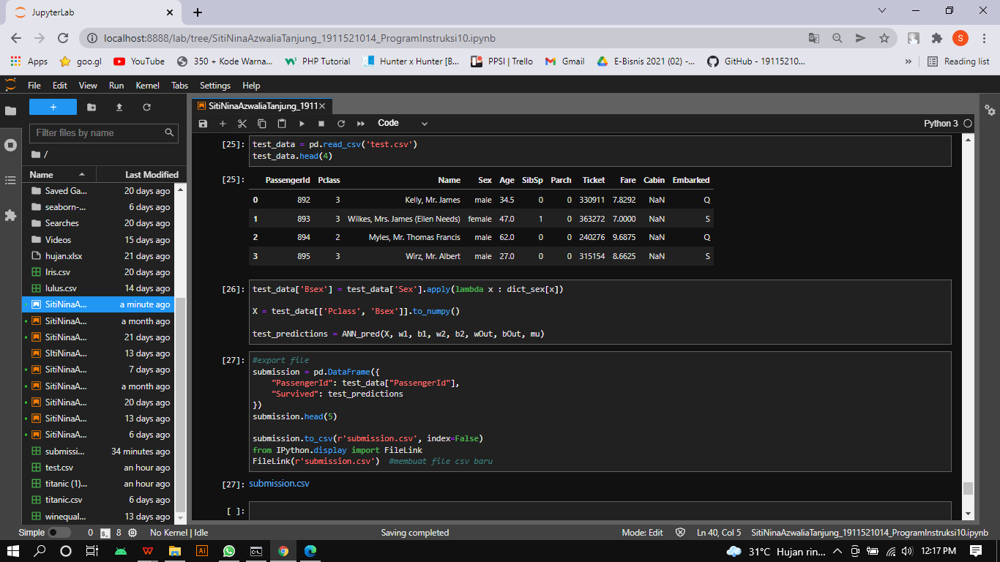 JupyterLab
localhost:8888/lab/tree/SitiNinaAzwaliaTanjung_1911521014_ProgramInstruksi10.ipynb
S
Apps goo.gl YouTube 350 + Kode Warna... PHP Tutorial Hunter x Hunter [B... PPSI | Trello Gmail E-Bisnis 2021 (02) -... GitHub - 19115210... » Reading list
File Edit View Run Kernel Tabs Settings Help
SitiNinaAzwaliaTanjung_1911
Code
Python 3
Filter files by name
/
Name Last Modified
Saved Ga... 20 days ago
seaborn-... 6 days ago
Searches 20 days ago
Videos 15 days ago
hujan.xlsx 21 days ago
Iris.csv 20 days ago
lulus.csv 14 days ago
SitiNinaA... a minute ago
SitiNinaA... a month ago
SitiNinaA... 21 days ago
SItiNinaA... 13 days ago
SitiNinaA... 7 days ago
SitiNinaA... a month ago
SitiNinaA... 20 days ago
SitiNinaA... 13 days ago
SitiNinaA... 6 days ago
submissi... 34 minutes ago
test.csv an hour ago
titanic (1)... an hour ago
titanic.csv 6 days ago
winequal... 13 days ago
[25]: test_data = pd.read_csv('test.csv')
test_data.head(4)
[25]: PassengerId Pclass Name Sex Age SibSp Parch Ticket Fare Cabin Embarked
0 892 3 Kelly, Mr. James male 34.5 0 0 330911 7.8292 NaN Q
1 893 3 Wilkes, Mrs. James (Ellen Needs) female 47.0 1 0 363272 7.0000 NaN S
2 894 2 Myles, Mr. Thomas Francis male 62.0 0 0 240276 9.6875 NaN Q
3 895 3 Wirz, Mr. Albert male 27.0 0 0 315154 8.6625 NaN S
[26]: test_data['Bsex'] = test_data['Sex'].apply(lambda x : dict_sex[x])
X = test_data[['Pclass', 'Bsex']].to_numpy()
test_predictions = ANN_pred(X, w1, b1, w2, b2, wOut, bOut, mu)
[27]: #export file
submission = pd.DataFrame({
"PassengerId": test_data["PassengerId"],
"Survived": test_predictions
})
submission.head(5)
submission.to_csv(r'submission.csv', index=False)
from IPython.display import FileLink
FileLink(r'submission.csv') #membuat file csv baru
[27]: submission.csv
[ ]:
Simple 0 8 No Kernel | Idle Saving completed Mode: Edit Ln 40, Col 5 SitiNinaAzwaliaTanjung_1911521014_ProgramInstruksi10.ipynb
31°C Hujan rin... 12:17 PM